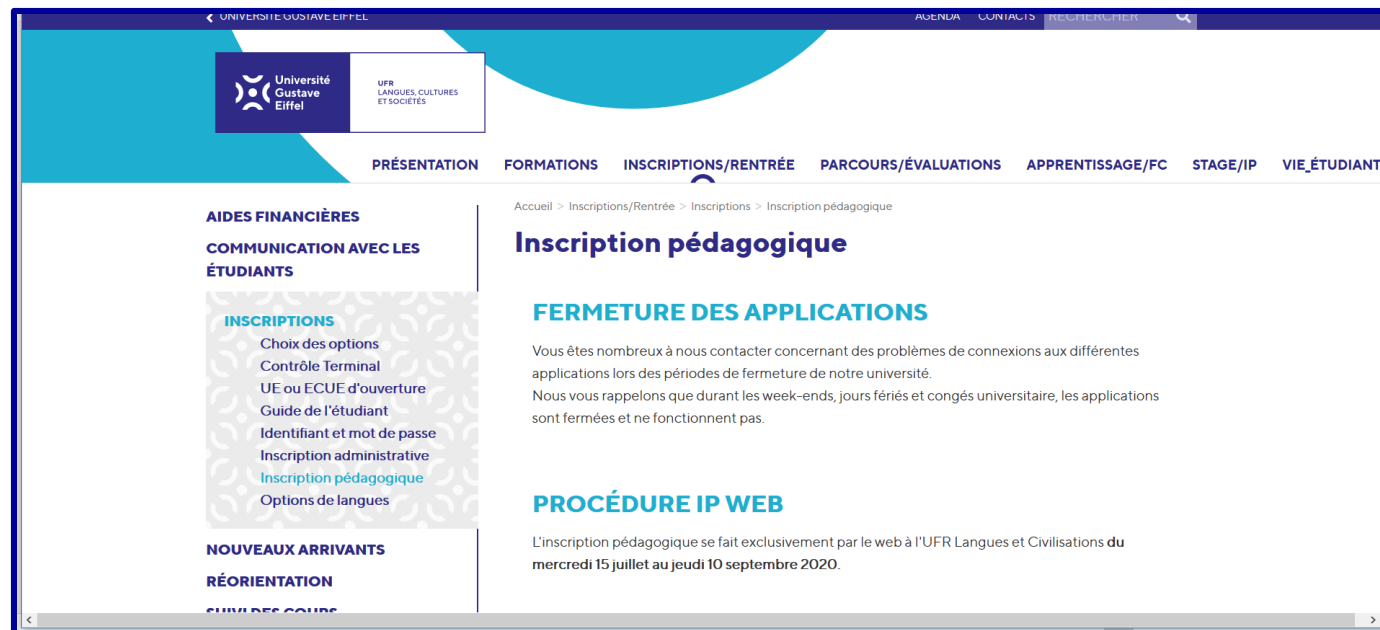 UNIVERSITÉ GUSTAVE EIFFEL
AGENDA CONTACTS RECHERCHER
Université
Gustave
Eiffel
UFR
LANGUES, CULTURES
ET SOCIÉTÉS
PRÉSENTATION FORMATIONS INSCRIPTIONS/RENTRÉE PARCOURS/ÉVALUATIONS APPRENTISSAGE/FC STAGE/IP VIE_ÉTUDIANT
AIDES FINANCIÈRES
COMMUNICATION AVEC LES
ÉTUDIANTS
INSCRIPTIONS
Choix des options
Contrôle Terminal
UE ou ECUE d'ouverture
Guide de l'étudiant
Identifiant et mot de passe
Inscription administrative
Inscription pédagogique
Options de langues
NOUVEAUX ARRIVANTS
RÉORIENTATION
SUIVI DES COURS
Accueil > Inscriptions/Rentrée > Inscriptions > Inscription pédagogique
Inscription pédagogique
FERMETURE DES APPLICATIONS
Vous êtes nombreux à nous contacter concernant des problèmes de connexions aux différentes
applications lors des périodes de fermeture de notre université.
Nous vous rappelons que durant les week-ends, jours fériés et congés universitaire, les applications
sont fermées et ne fonctionnent pas.
PROCÉDURE IP WEB
L'inscription pédagogique se fait exclusivement par le web à l'UFR Langues et Civilisations du
mercredi 15 juillet au jeudi 10 septembre 2020.